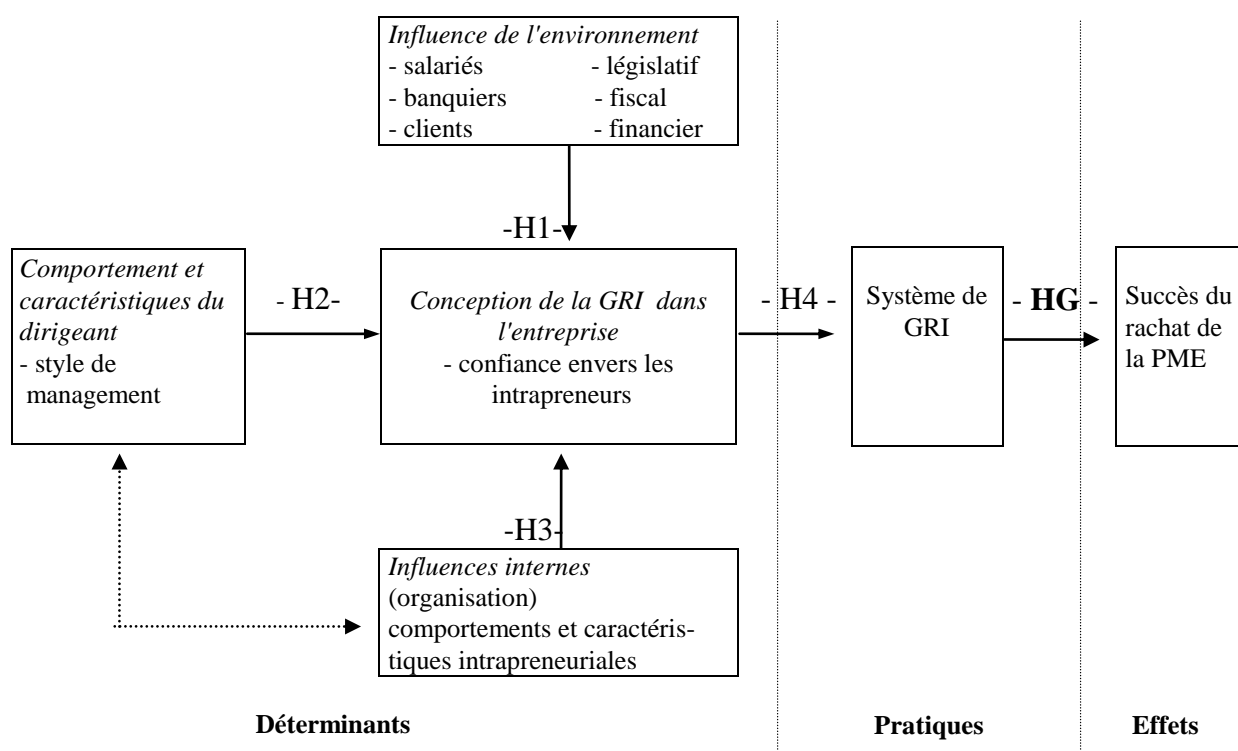 Influence de l'environnement
- salariés - législatif
- banquiers - fiscal
- clients - financier
-H1-
Comportement et
caractéristiques du
dirigeant
- style de
management
- H2-
Conception de la GRI dans
l'entreprise
- confiance envers les
intrapreneurs
- H4 -
Système de
GRI
- HG -
Succès du
rachat de
la PME
-H3-
Influences internes
(organisation)
comportements et caractéris-
tiques intrapreneuriales
Déterminants
Pratiques
Effets